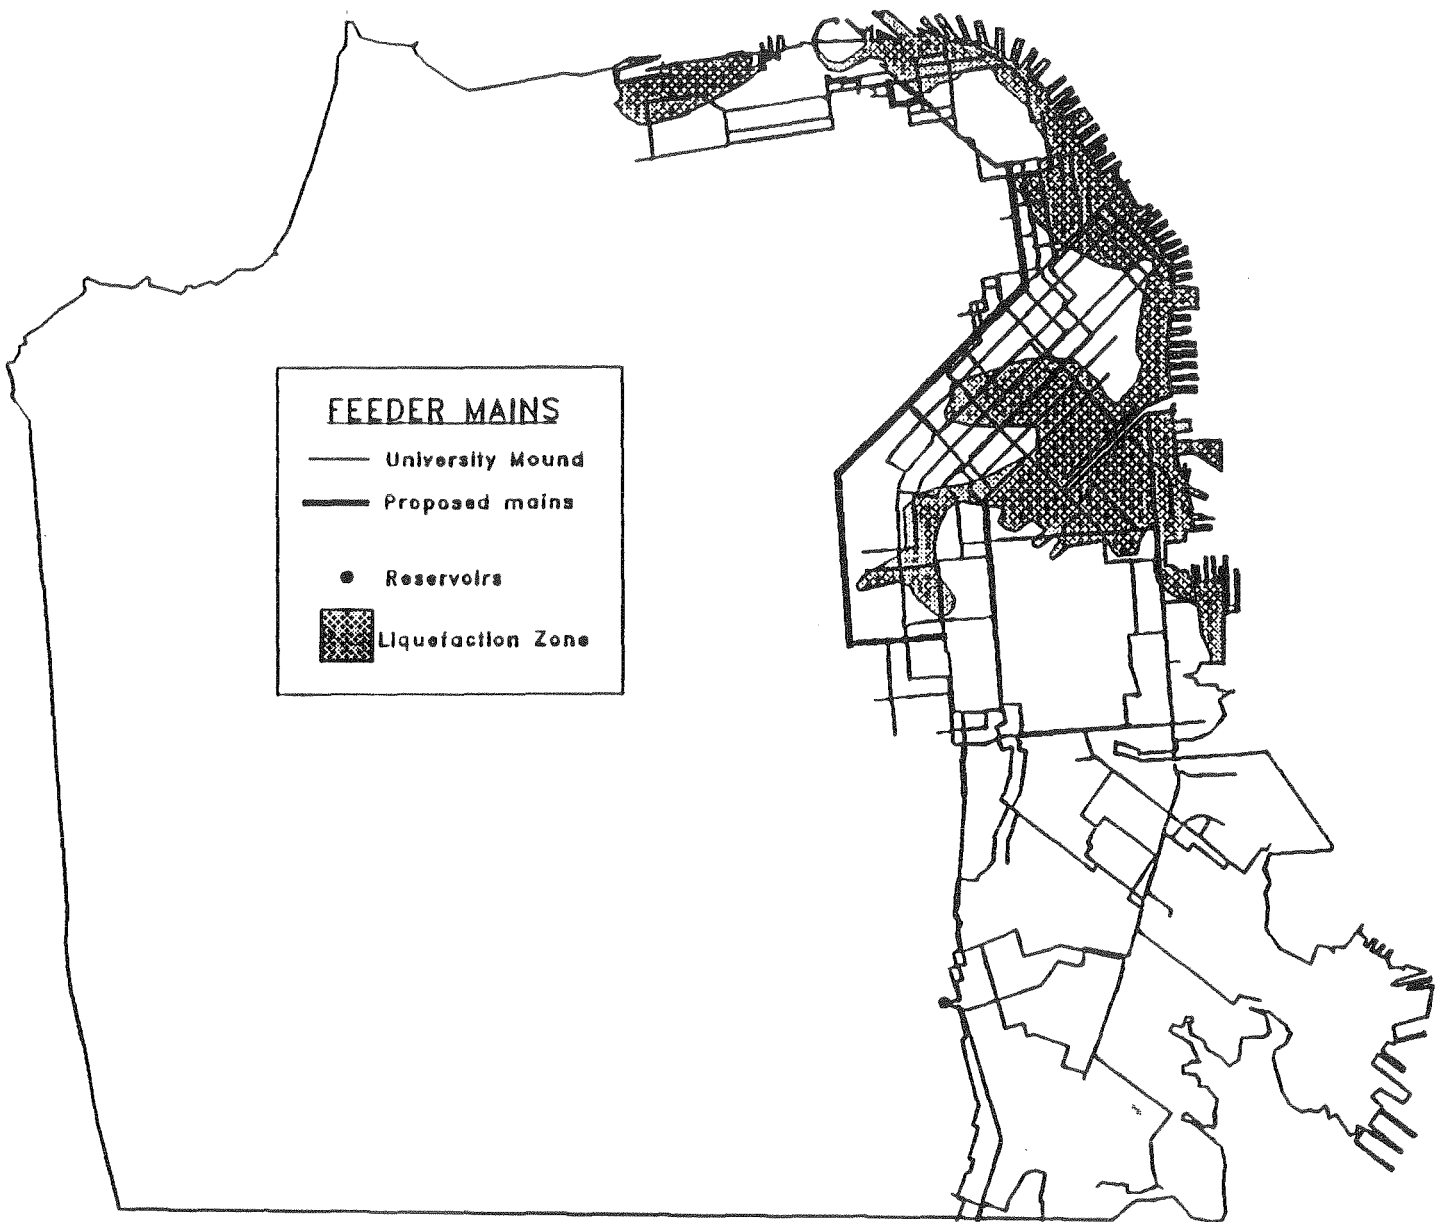 FEEDER MAINS
University Mound
Proposed mains
Reservoirs
Liquefaction Zone